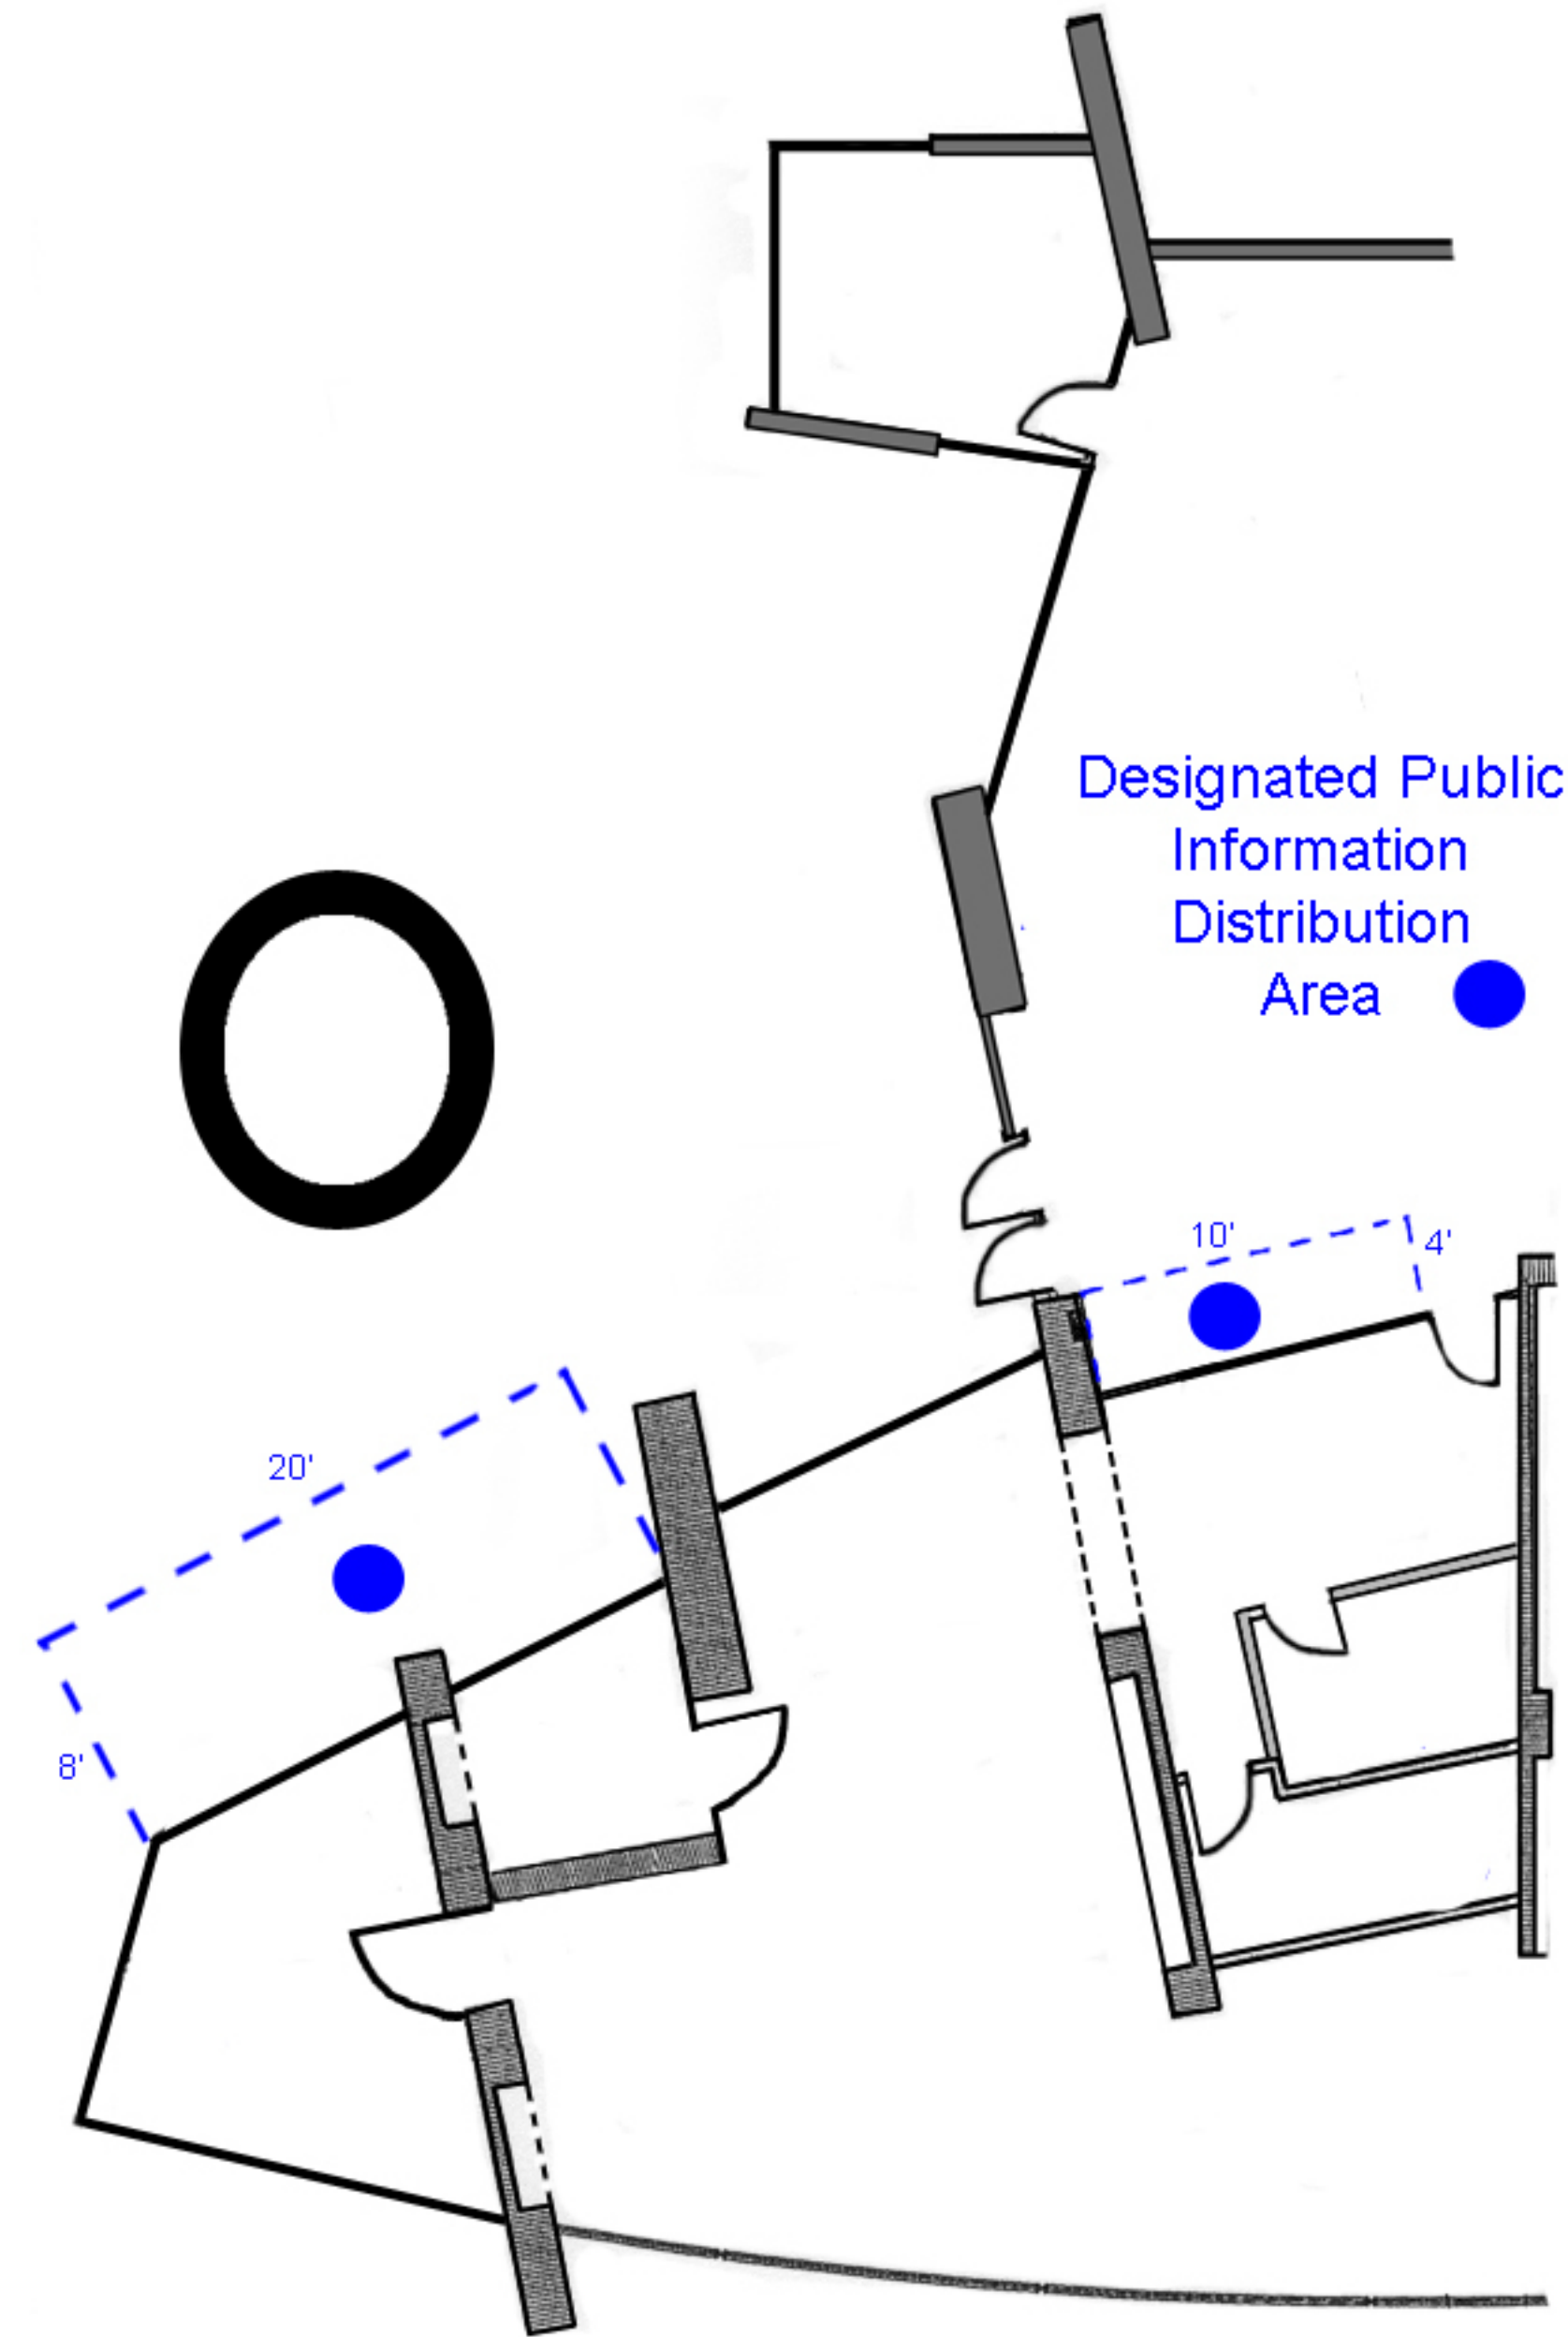 Designated Public
Information
Distribution
Area
10'
4'
20'
8'